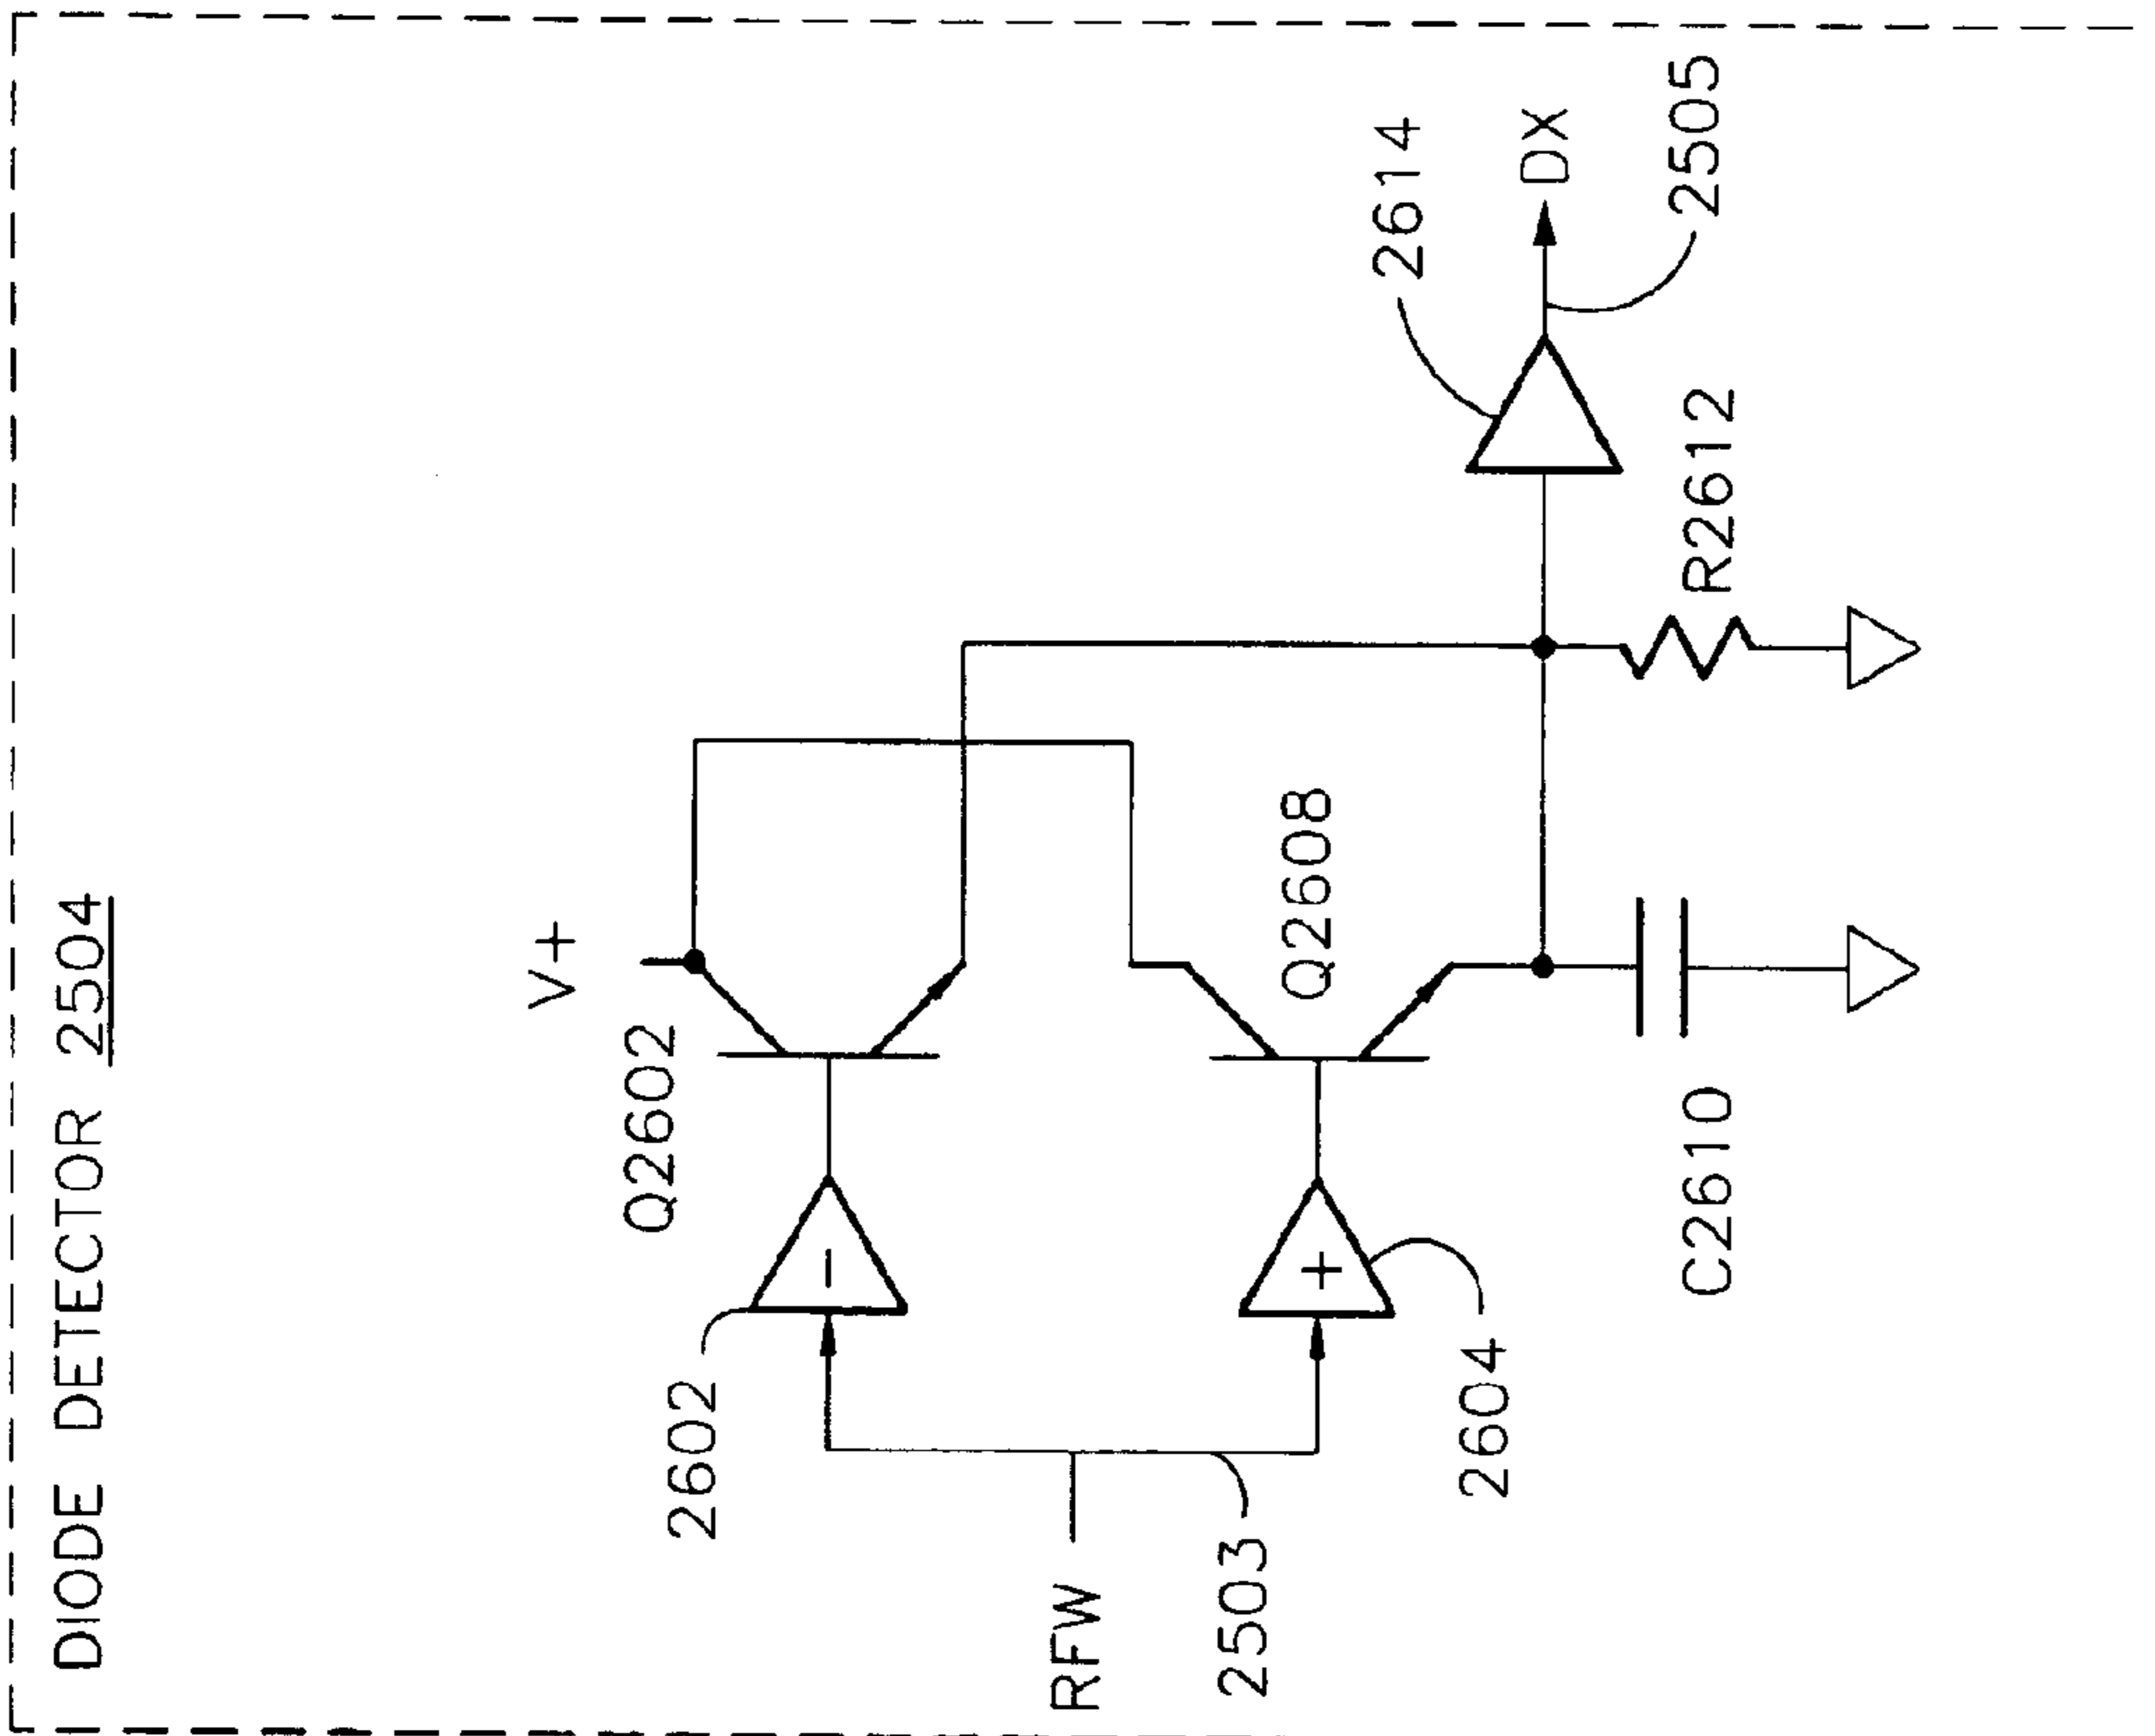 DIODE DETECTOR 2504
V+
Q2602
2602
−
RFW
2503
Q2608
+
2604
2614
DX
2505
R2612
C2610